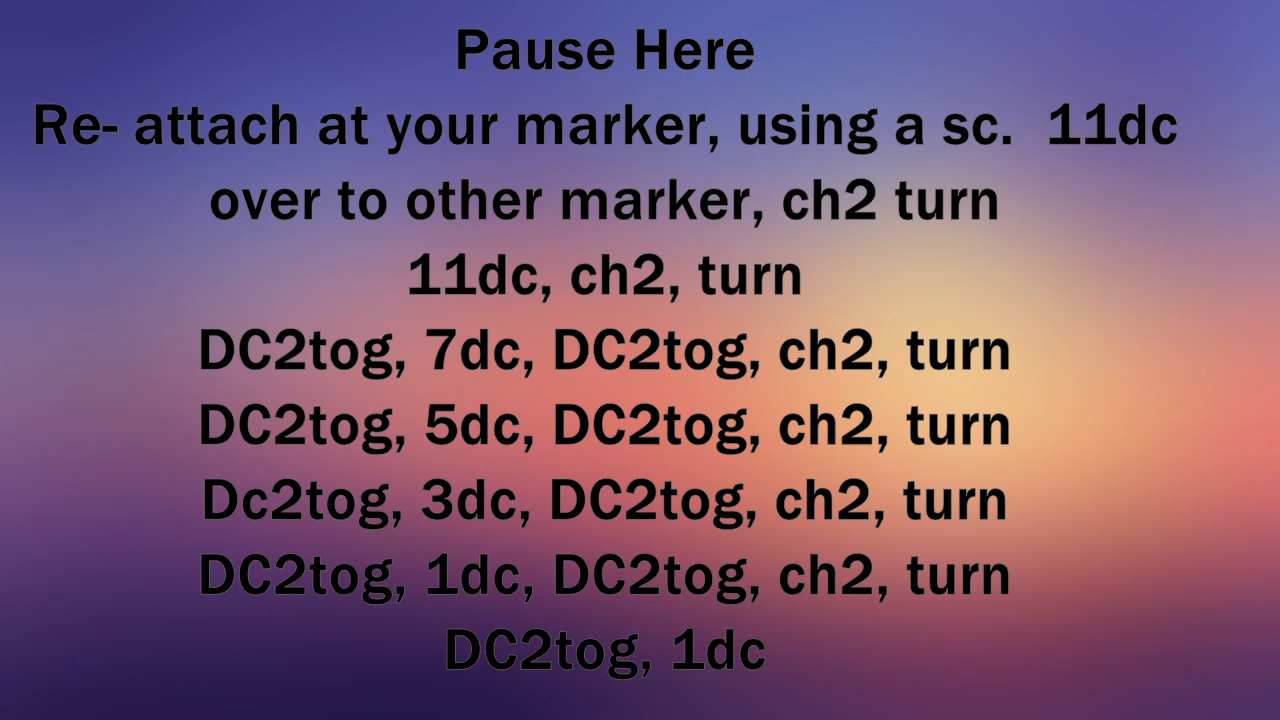 Pause Here
Re- attach at your marker, using a sc.  11dc
over to other marker, ch2 turn
11dc, ch2, turn
DC2tog, 7dc, DC2tog, ch2, turn
DC2tog, 5dc, DC2tog, ch2, turn
Dc2tog, 3dc, DC2tog, ch2, turn
DC2tog, 1dc, DC2tog, ch2, turn
DC2tog, 1dc